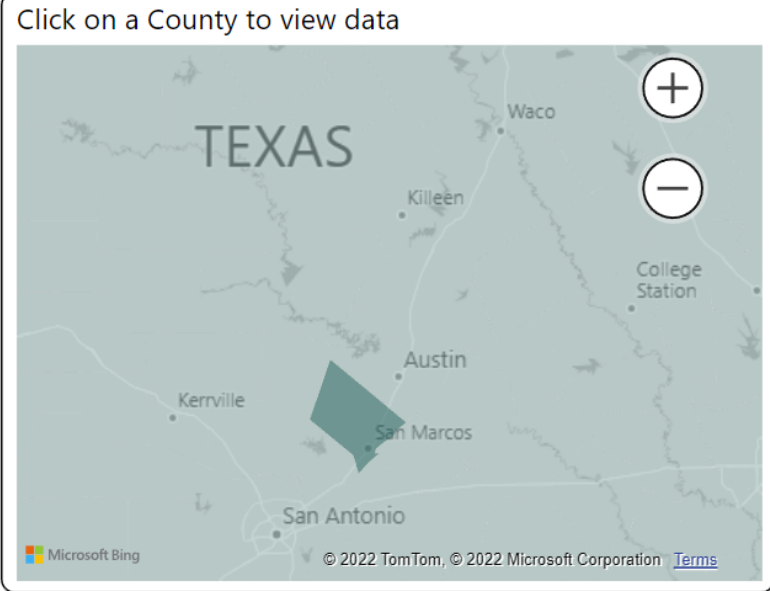 Click on a County to view data
Waco
TEXAS
Killeen
College
Station
Austin
Kerrville
San Marcos
San Antonio
Microsoft Bing
© 2022 TomTom, © 2022 Microsoft Corporation Terms